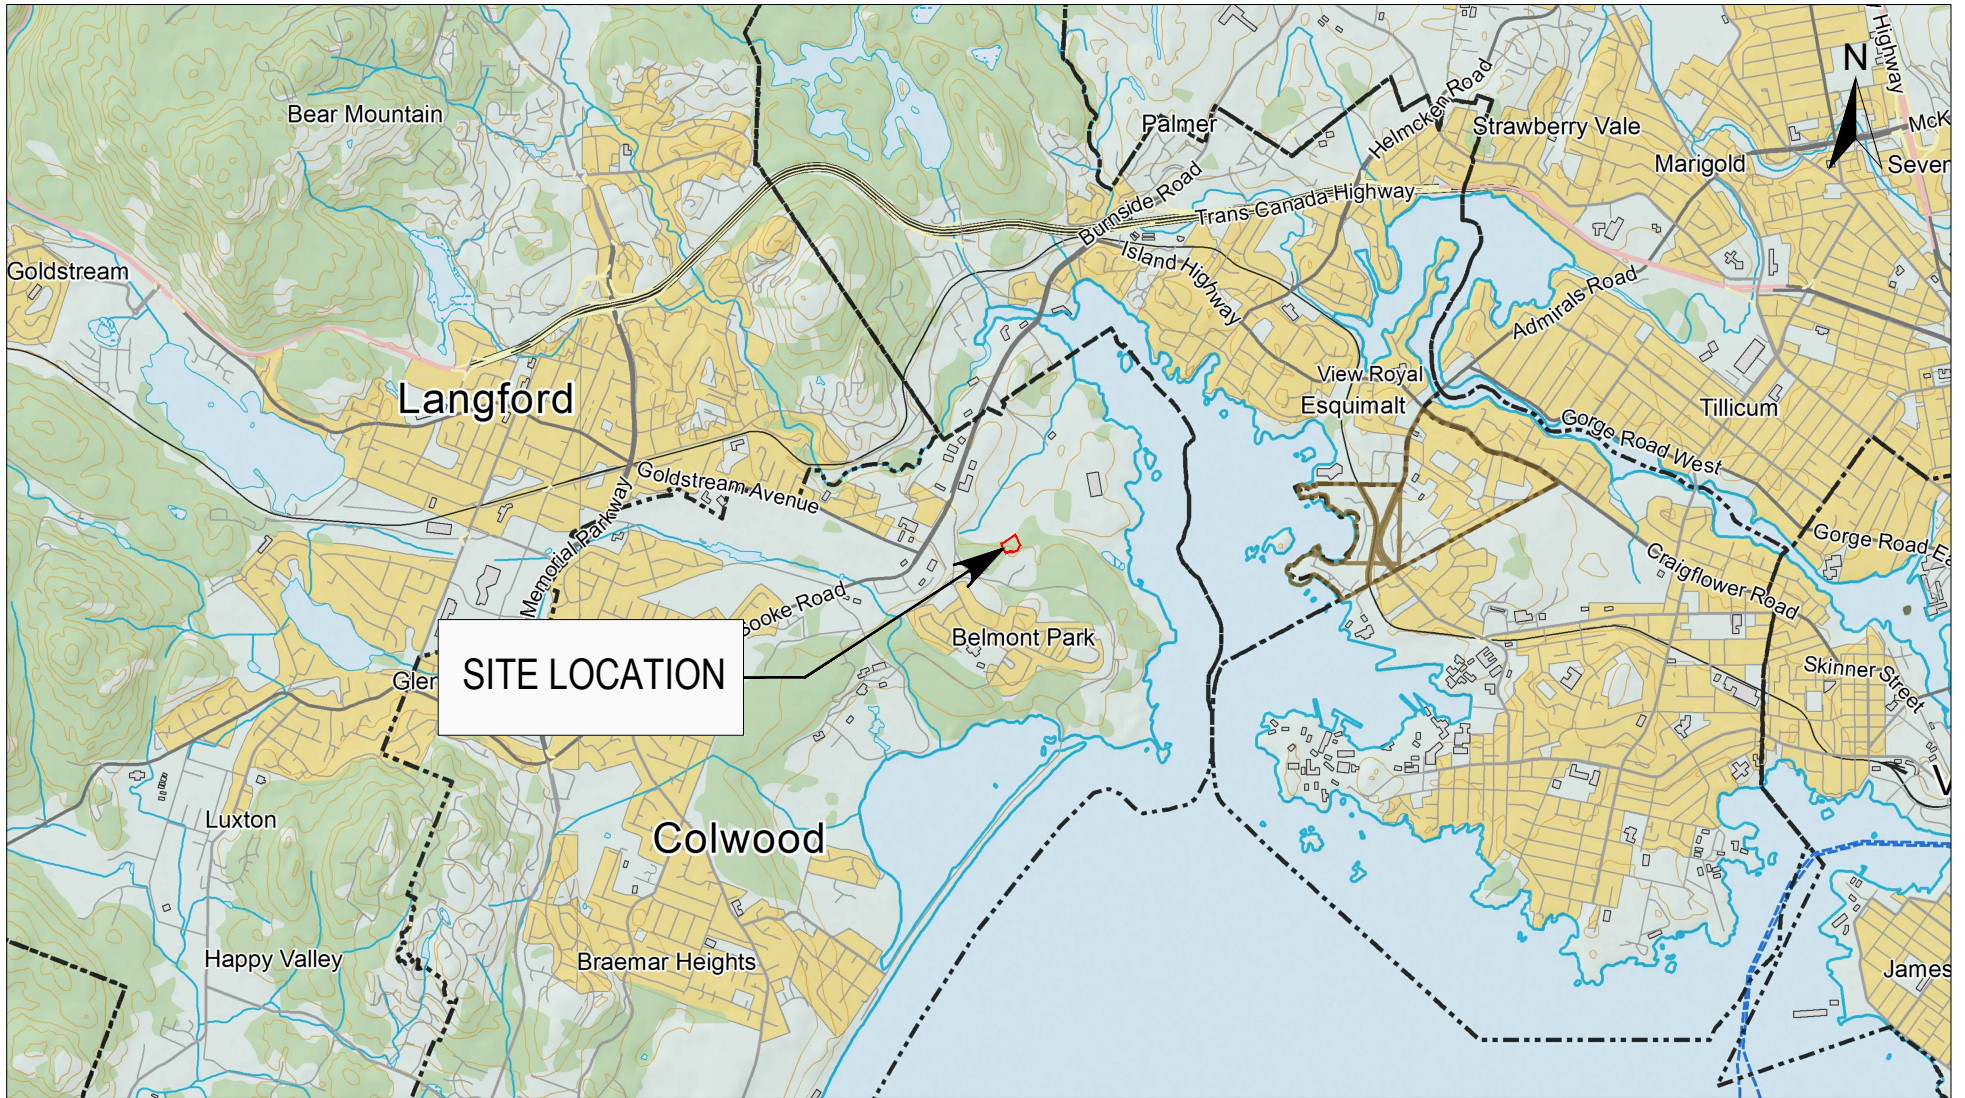 Highway
N
Bear Mountain
Palmer
Helmcken Road
Strawberry Vale
McK
Marigold
Seven
Burnside Road
Trans Canada Highway
Island Highway
Goldstream
Admirals Road
View Royal
Langford
Esquimalt
Tillicum
Gorge Road West
Goldstream Avenue
Memorial Parkway
Gorge Road Ea
Craigflower Road
Sooke Road
Belmont Park
SITE LOCATION
Glen
Skinner Street
V
Luxton
Colwood
Happy Valley
Braemar Heights
James